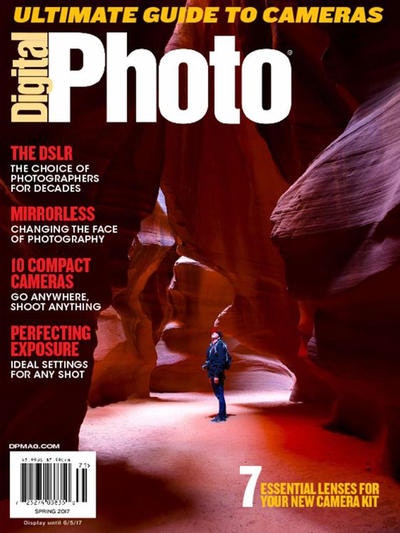 ULTIMATE GUIDE TO CAMERAS
Digital
Photo®
THE DSLR
THE CHOICE OF
PHOTOGRAPHERS
FOR DECADES
MIRRORLESS
CHANGING THE FACE
OF PHOTOGRAPHY
10 COMPACT
CAMERAS
GO ANYWHERE,
SHOOT ANYTHING
PERFECTING
EXPOSURE
IDEAL SETTINGS
FOR ANY SHOT
DPMAG.COM
SPRING 2017
Display until 6/5/17
7 ESSENTIAL LENSES FOR
YOUR NEW CAMERA KIT